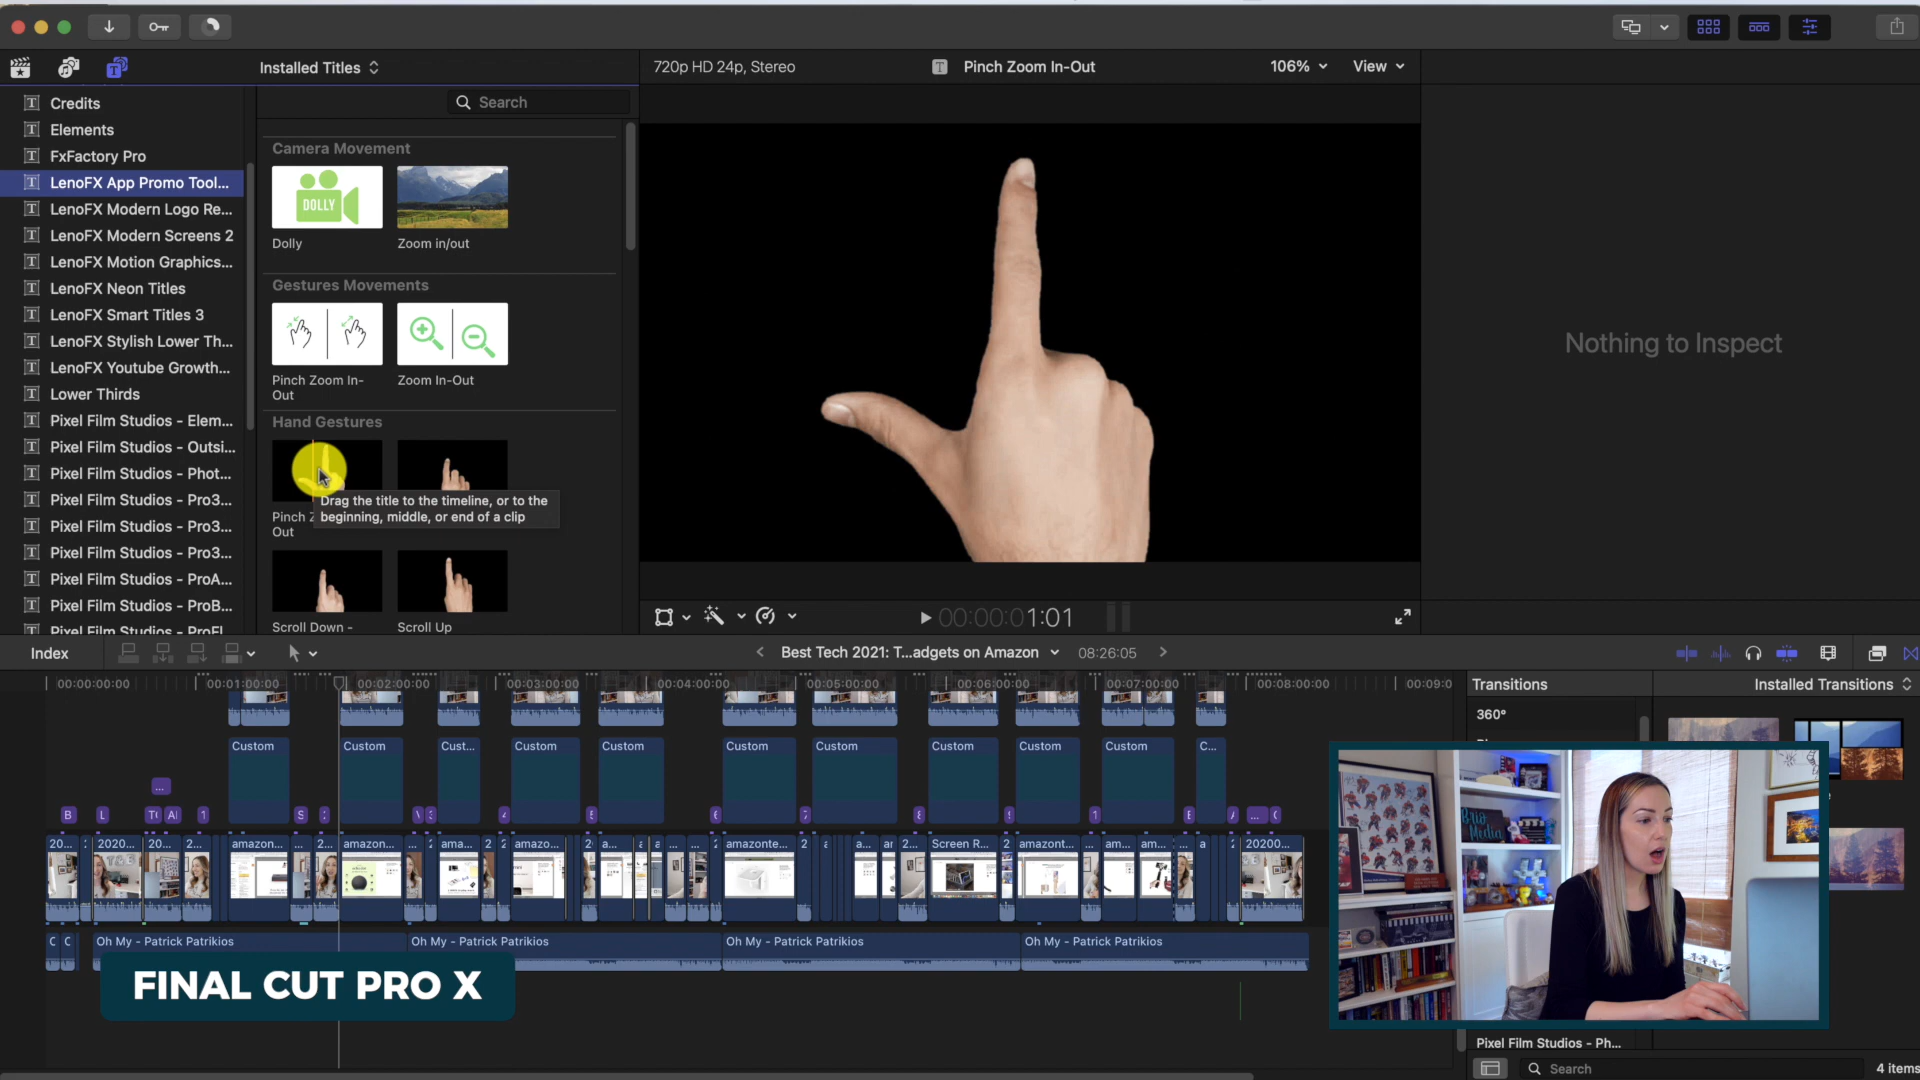 Installed Titles
720p HD 24p, Stereo
Pinch Zoom In-Out
106%
View
Credits
Elements
FxFactory Pro
LenoFX App Promo Tool...
LenoFX Modern Logo Re...
LenoFX Modern Screens 2
LenoFX Motion Graphics...
LenoFX Neon Titles
LenoFX Smart Titles 3
LenoFX Stylish Lower Th...
LenoFX Youtube Growth...
Lower Thirds
Pixel Film Studios - Elem...
Pixel Film Studios - Outsi...
Pixel Film Studios - Phot...
Pixel Film Studios - Pro3...
Pixel Film Studios - Pro3...
Pixel Film Studios - Pro3...
Pixel Film Studios - ProA...
Pixel Film Studios - ProB...
Pixel Film Studios - ProFl
Search
Camera Movement
DOLLY
Dolly
Zoom in/out
Gestures Movements
Pinch Zoom In-
Out
Zoom In-Out
Hand Gestures
Drag the title to the timeline, or to the
beginning, middle, or end of a clip
Pinch
Out
Scroll Down -
Scroll Up
Nothing to Inspect
00:00:01:01
Index
Best Tech 2021: T...adgets on Amazon
08:26:05
00:00:00:00
00:01:00:00
00:02:00:00
00:03:00:00
00:04:00:00
00:05:00:00
00:06:00:00
00:07:00:00
00:08:00:00
00:09:0
Custom
Custom
Cust...
Custom
Custom
Custom
Custom
Custom
Custom
Custom
C...
B
L
S
20...
2020...
20...
2...
amazon...
...
2...
amazon...
...
ama...
amazo...
a...
amazonte...
a...
2...
Screen R...
amazont...
am...
am...
20200...
C
C
Oh My - Patrick Patrikios
Oh My - Patrick Patrikios
Oh My - Patrick Patrikios
Oh My - Patrick Patrikios
FINAL CUT PRO X
Transitions
Installed Transitions
360°
Bria
Media
Pixel Film Studios - Ph...
Search
4 items